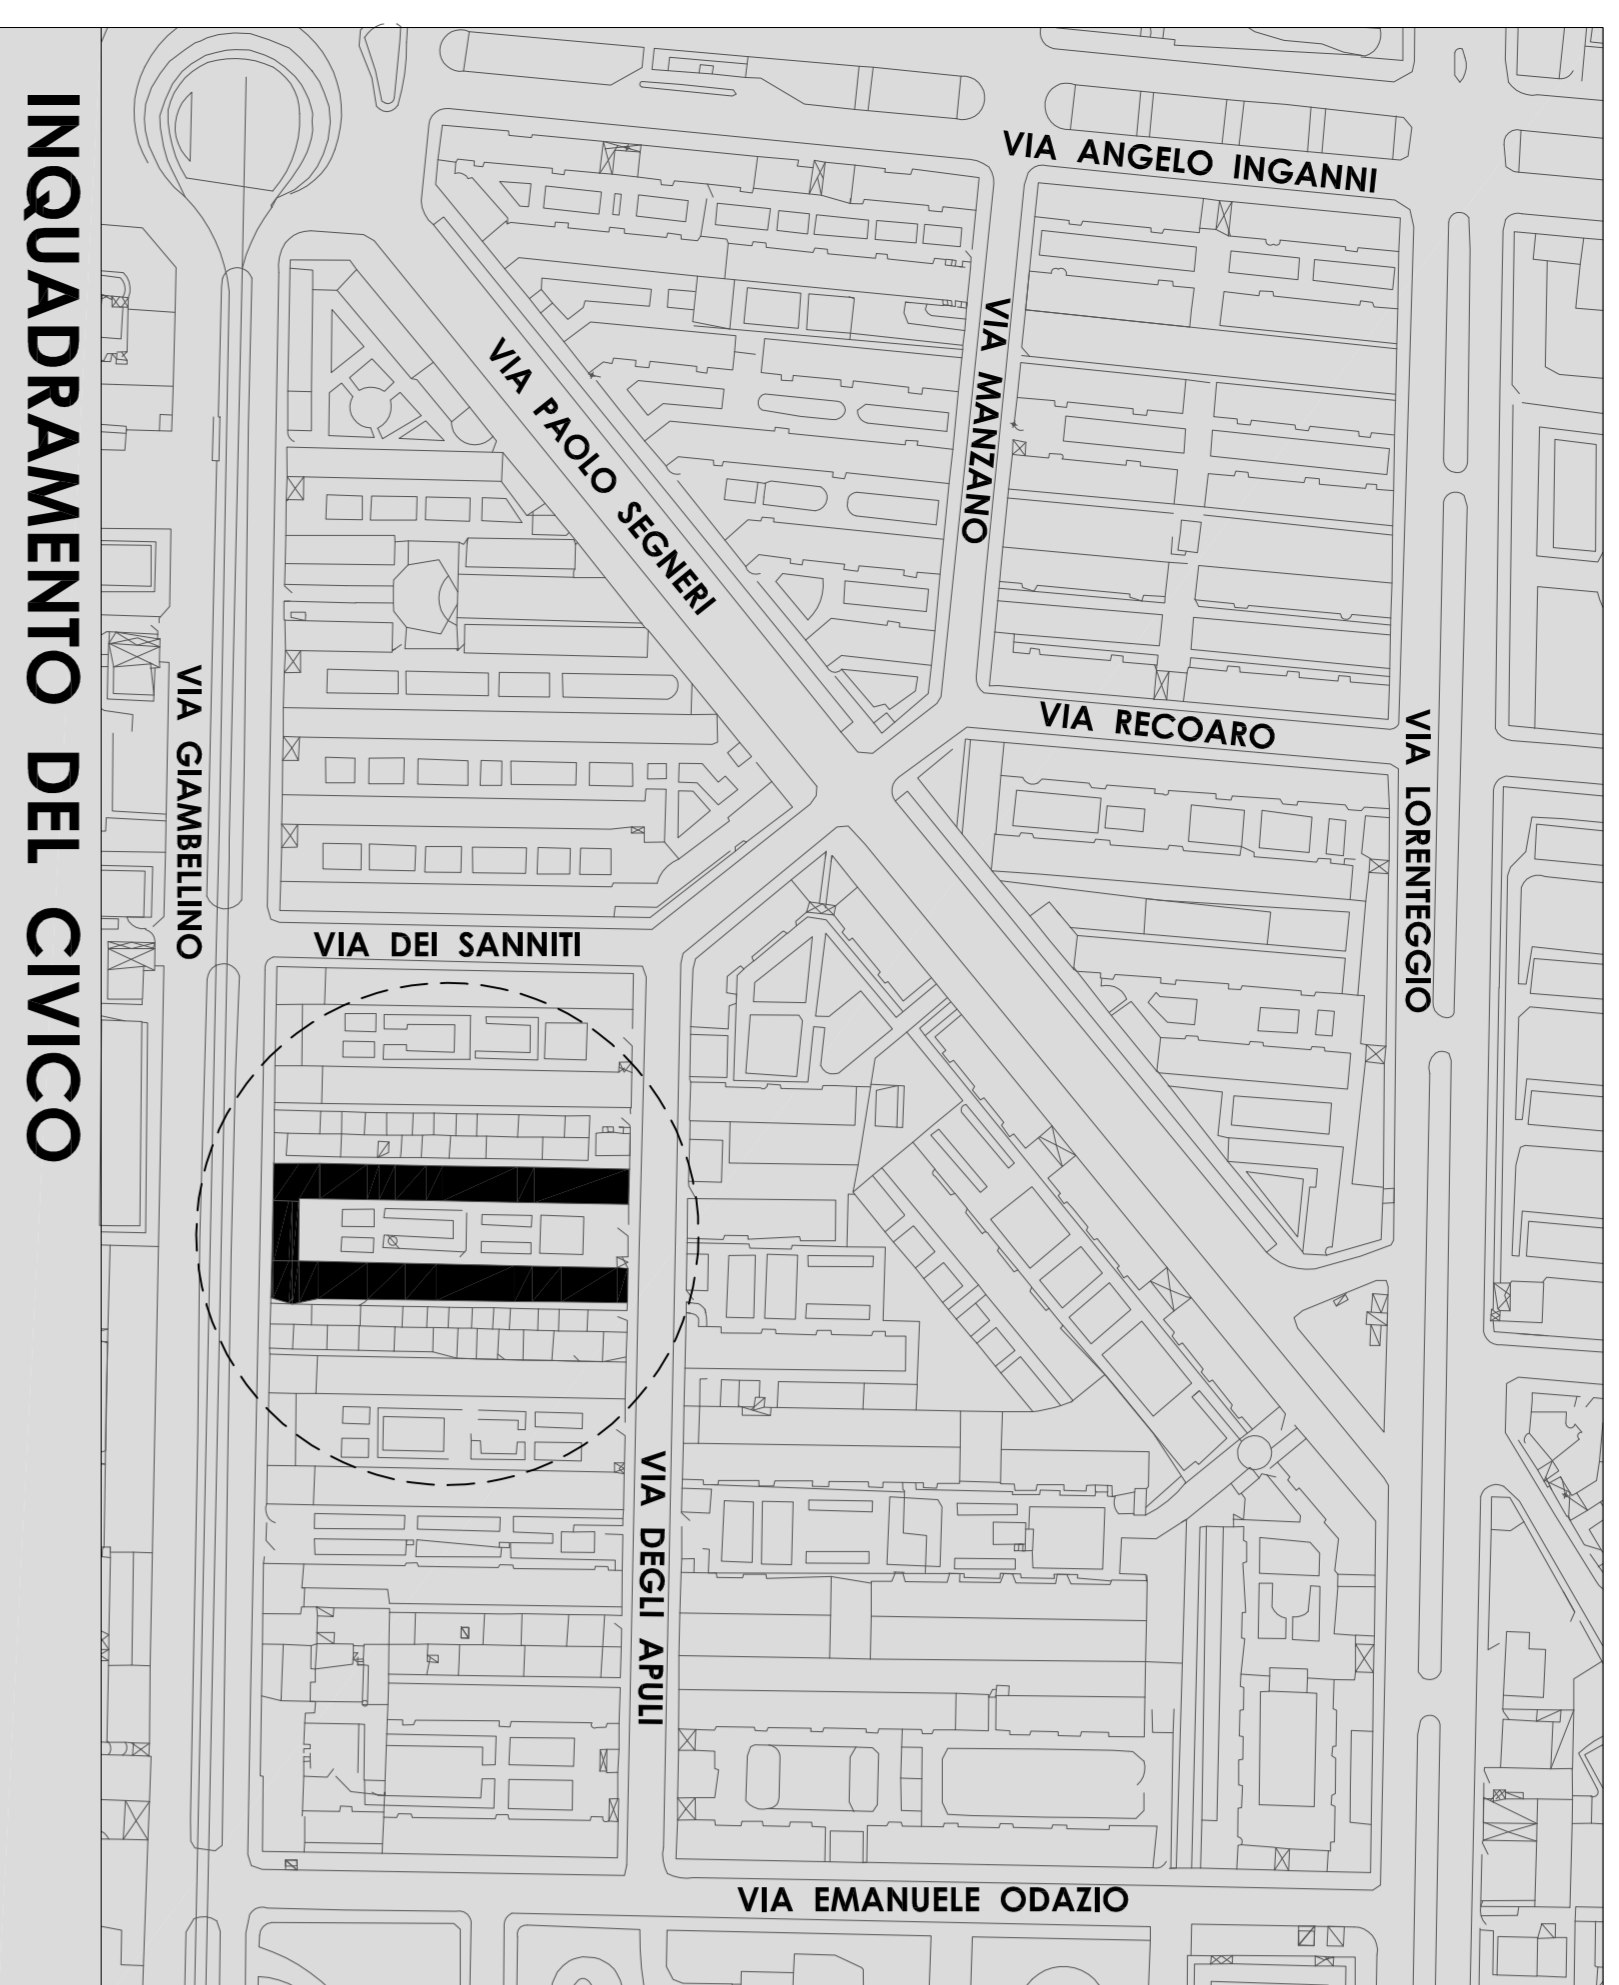 INQUADRAMENTO DEL CIVICO
VIA ANGELO INGANNI
VIA MANZANO
VIA PAOLO SEGNERI
VIA GIAMBELLINO
VIA RECOARO
VIA LORENTEGGIO
VIA DEI SANNITI
VIA DEGLI APULI
VIA EMANUELE ODAZIO